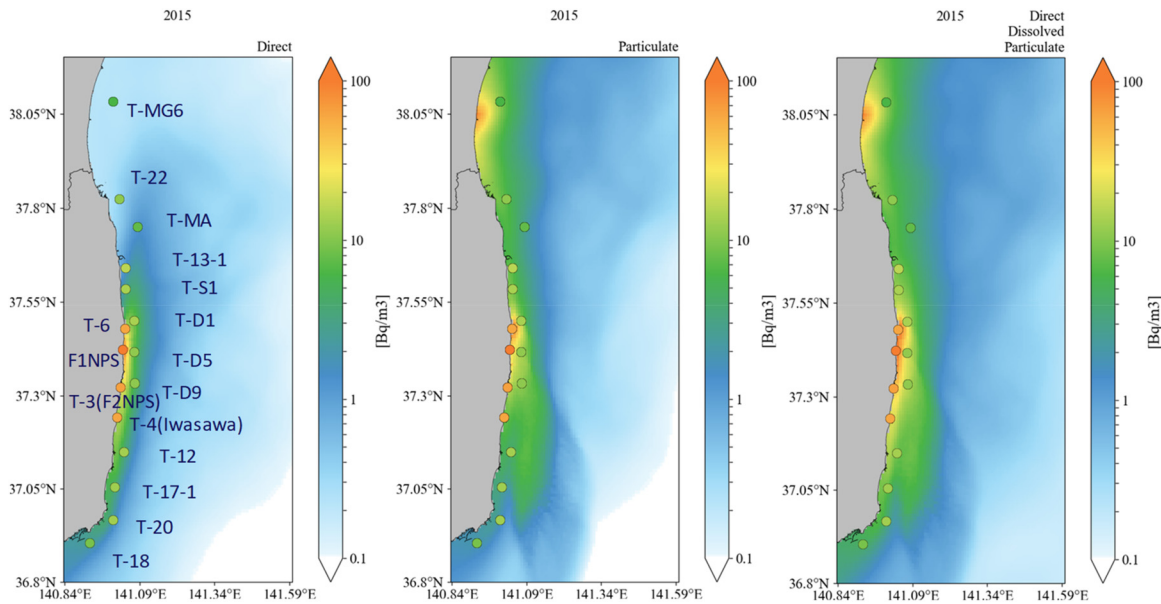 2015
Direct
38.05°N
37.8°N
37.55°N
37.3°N
37.05°N
36.8°N
140.84°E 141.09°E 141.34°E 141.59°E
T-MG6
T-22
T-MA
T-13-1
T-S1
T-6
T-D1
F1NPS
T-D5
T-D9
T-3(F2NPS)
T-4(Iwasawa)
T-12
T-17-1
T-20
T-18
100
10
1
0.1
[Bq/m3]
2015
Particulate
38.05°N
37.8°N
37.55°N
37.3°N
37.05°N
36.8°N
140.84°E 141.09°E 141.34°E 141.59°E
100
10
1
0.1
[Bq/m3]
2015
Direct
Dissolved
Particulate
38.05°N
37.8°N
37.55°N
37.3°N
37.05°N
36.8°N
140.84°E 141.09°E 141.34°E 141.59°E
100
10
1
0.1
[Bq/m3]